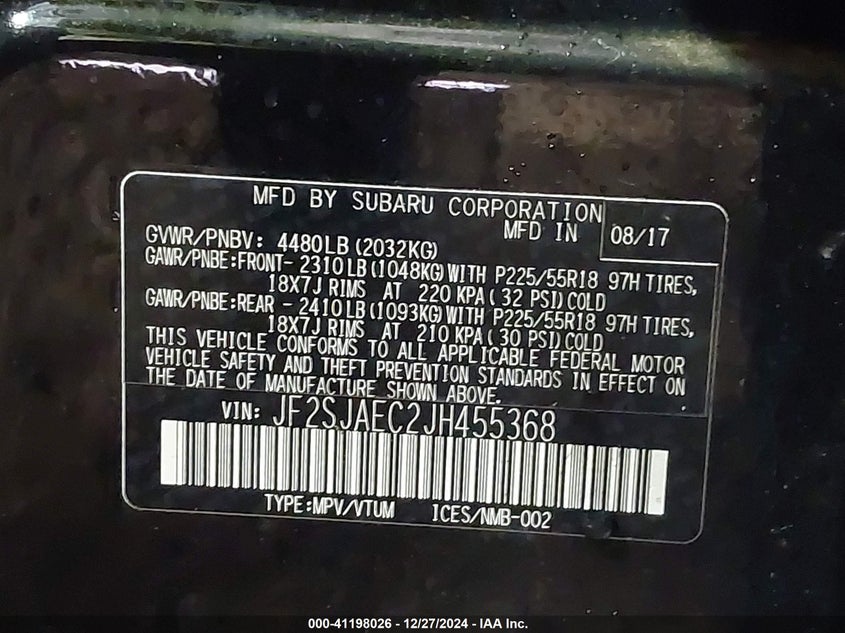 MFD BY SUBARU CORPORATION
MFD IN 08/17
GVWR/PNBV: 4480LB(2032KG)
GAWR/PNBE:FRONT- 2310LB(1048KG)WITH P225/55R18 97H TIRES,
18X7J RIMS AT 220 KPA( 32 PSI)COLD
GAWR/PNBE:REAR - 2410LB(1093KG)WITH P225/55R18 97H TIRES,
18X7J RIMS AT 210 KPA( 30 PSI)COLD
THIS VEHICLE CONFORMS TO ALL APPLICABLE FEDERAL MOTOR
VEHICLE SAFETY AND THEFT PREVENTION STANDARDS IN EFFECT ON
THE DATE OF MANUFACTURE SHOWN ABOVE.
VIN: JF2SJAEC2JH455368
TYPE:MPV/VTUM ICES/NMB-002
000-41198026 - 12/27/2024 - IAA Inc.